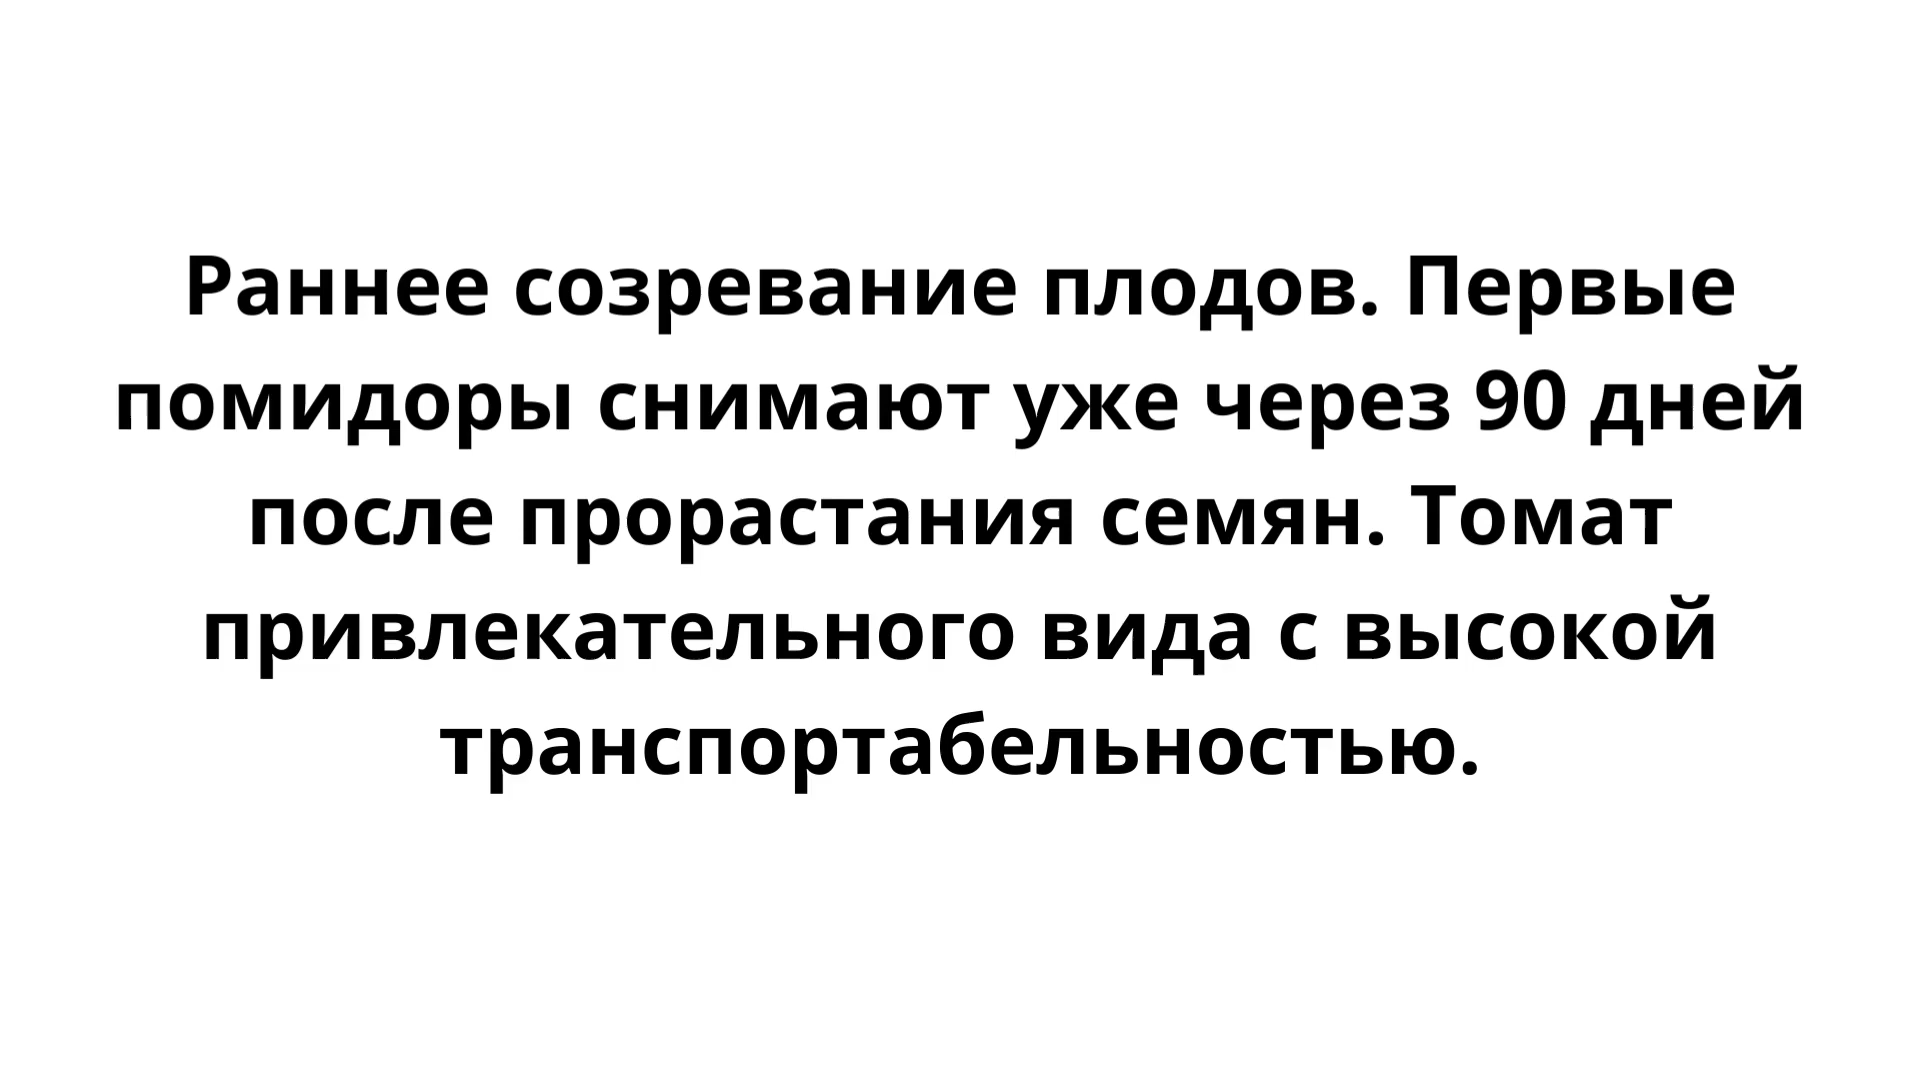 Раннее созревание плодов. Первые
помидоры снимают уже через 90 дней
после прорастания семян. Томат
привлекательного вида с высокой
транспортабельностью.